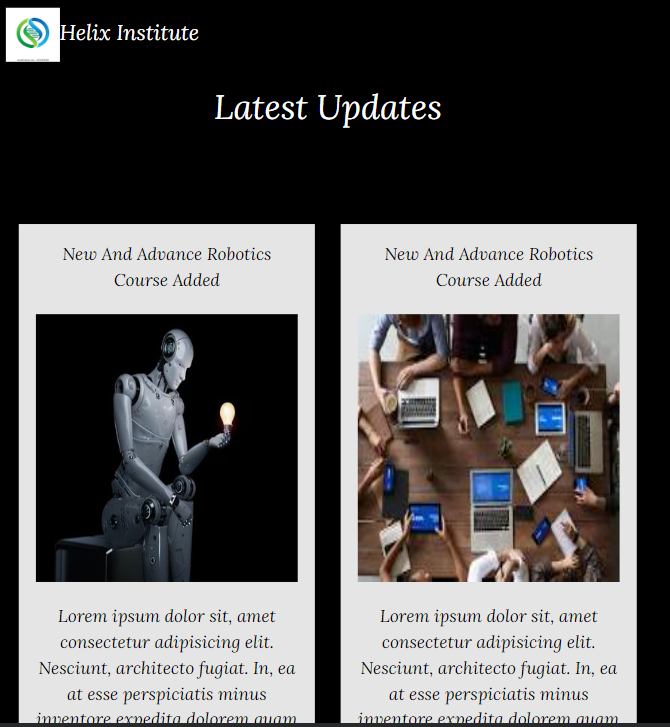 Helix Institute
Latest Updates
New And Advance Robotics
Course Added
Lorem ipsum dolor sit, amet
consectetur adipisicing elit.
Nesciunt, architecto fugiat. In, ea
at esse perspiciatis minus
inventore expedita dolorem quam
New And Advance Robotics
Course Added
Lorem ipsum dolor sit, amet
consectetur adipisicing elit.
Nesciunt, architecto fugiat. In, ea
at esse perspiciatis minus
inventore expedita dolorem quam